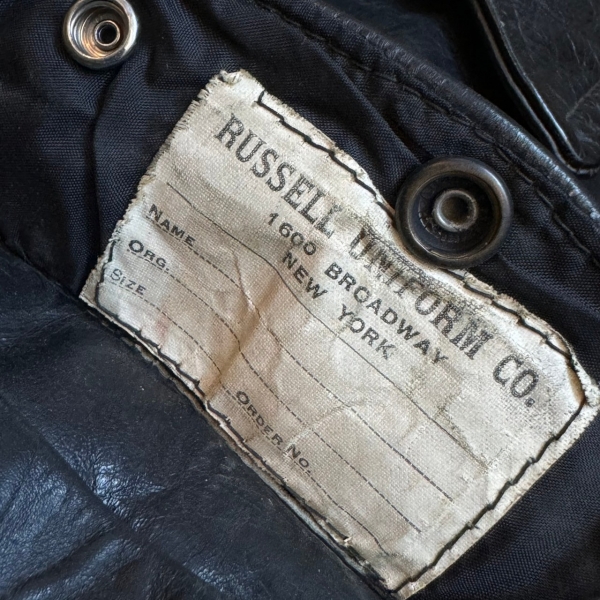 RUSSELL UNIFORM CO.
1600 BROADWAY
NEW YORK
NAME
ORG.
SIZE
ORDER NO.